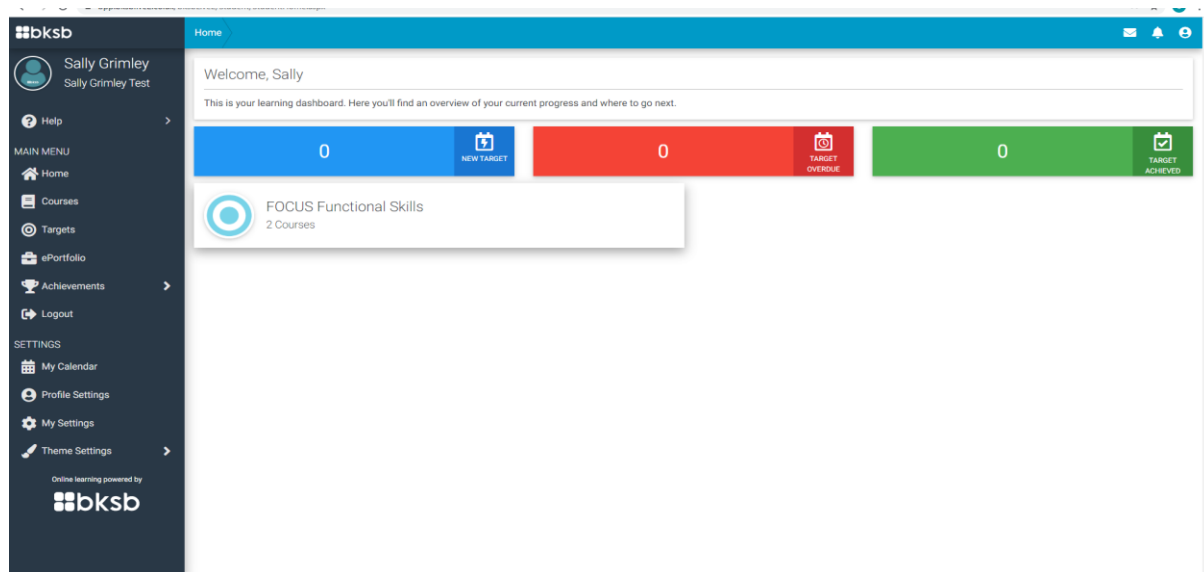 bksb
Home
Sally Grimley
Sally Grimley Test
Help
MAIN MENU
Home
Courses
Targets
ePortfolio
Achievements
Logout
SETTINGS
My Calendar
Profile Settings
My Settings
Theme Settings
Online learning powered by
bksb
Welcome, Sally
This is your learning dashboard. Here you'll find an overview of your current progress and where to go next.
0
NEW TARGET
0
TARGET
OVERDUE
0
TARGET
ACHIEVED
FOCUS Functional Skills
2 Courses